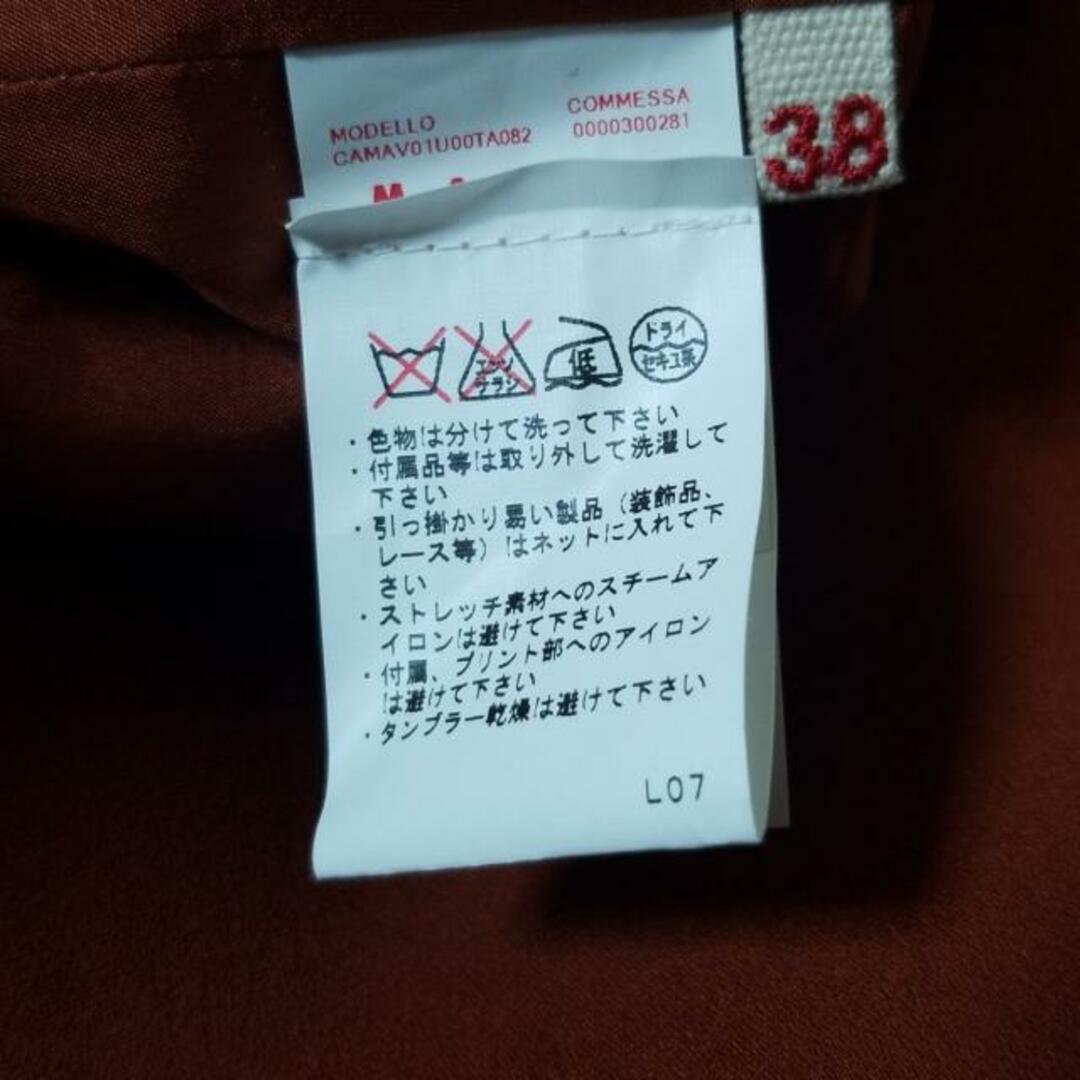 MODELLO COMMESSA
CAMAV01U00TA082 0000300281
38
エンソ
サラシ
低
ドライ
セキユ系
・色物は分けて洗って下さい
・付属品等は取り外して洗濯して
下さい
・引っ掛かり易い製品（装飾品、
レース等）はネットに入れて下
さい
・ストレッチ素材へのスチームア
イロンは避けて下さい
・付属、プリント部へのアイロン
は避けて下さい
・タンブラー乾燥は避けて下さい
L07